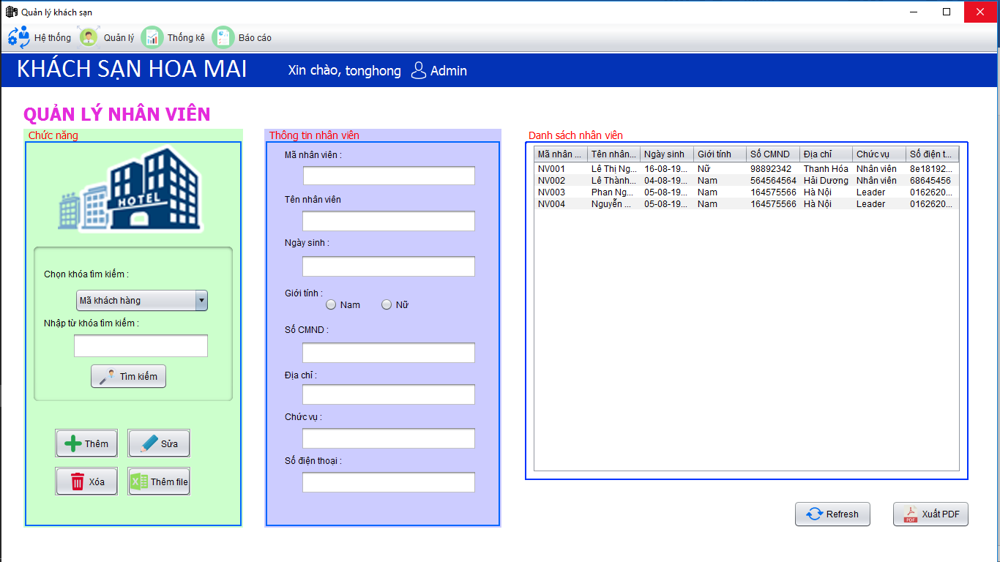 Quản lý khách sạn
Hệ thống Quản lý Thống kê Báo cáo
KHÁCH SẠN HOA MAI Xin chào, tonghong Admin
QUẢN LÝ NHÂN VIÊN
Chức năng
HOTEL
Chọn khóa tìm kiếm :
Mã khách hàng
Nhập từ khóa tìm kiếm :
Tìm kiếm
Thêm Sửa
Xóa Thêm file
Thông tin nhân viên
Mã nhân viên :
Tên nhân viên
Ngày sinh :
Giới tính :
Nam Nữ
Số CMND :
Địa chỉ :
Chức vụ :
Số điện thoại :
Danh sách nhân viên
Mã nhân ... Tên nhân... Ngày sinh Giới tính Số CMND Địa chỉ Chức vụ Số điện t...
NV001 Lê Thị Ng... 16-08-19... Nữ 98892342 Thanh Hóa Nhân viên 8e18192...
NV002 Lê Thành... 04-08-19... Nam 564564564 Hải Dương Nhân viên 68645456
NV003 Phan Ng... 05-08-19... Nam 164575566 Hà Nội Leader 0162620...
NV004 Nguyễn ... 05-08-19... Nam 164575566 Hà Nội Leader 0162620...
Refresh PDF Xuất PDF